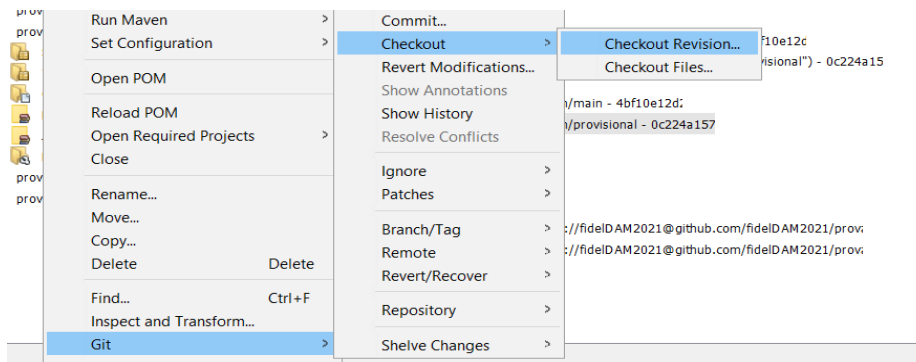 prov
prov
prov
prov
Run Maven >
Set Configuration >
Open POM
Reload POM
Open Required Projects >
Close
Rename...
Move...
Copy...
Delete Delete
Find... Ctrl+F
Inspect and Transform...
Git >
Commit...
Checkout >
Revert Modifications...
Show Annotations
Show History
Resolve Conflicts
Ignore >
Patches >
Branch/Tag >
Remote >
Revert/Recover >
Repository >
Shelve Changes >
Checkout Revision...
Checkout Files...
f10e12c
visional") - 0c224a15
n/main - 4bf10e12d2
n/provisional - 0c224a157
://fidelDAM2021@github.com/fidelDAM2021/prova
://fidelDAM2021@github.com/fidelDAM2021/prova